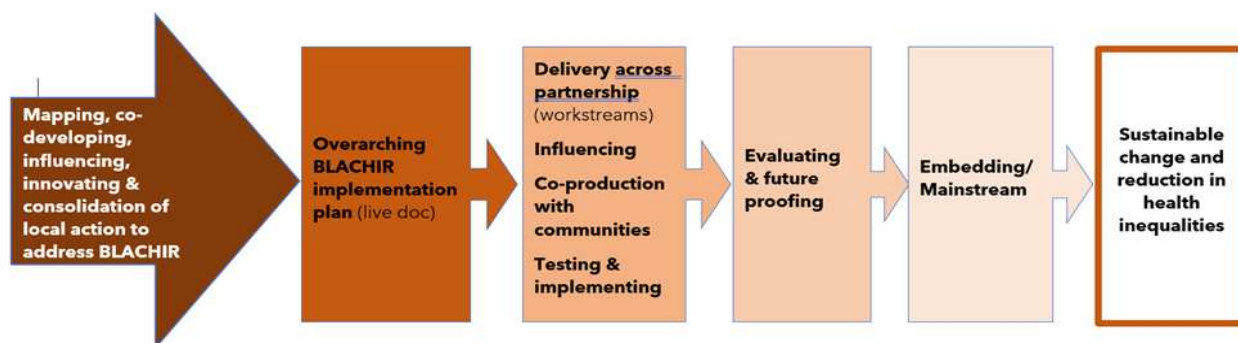 Mapping, co-
developing,
influencing,
innovating &
consolidation of
local action to
address BLACHIR
Overarching
BLACHIR
implementation
plan (live doc)
Delivery across
partnership
(workstreams)
Influencing
Co-production
with
communities
Testing &
implementing
Evaluating
& future
proofing
Embedding/
Mainstream
Sustainable
change and
reduction in
health
inequalities